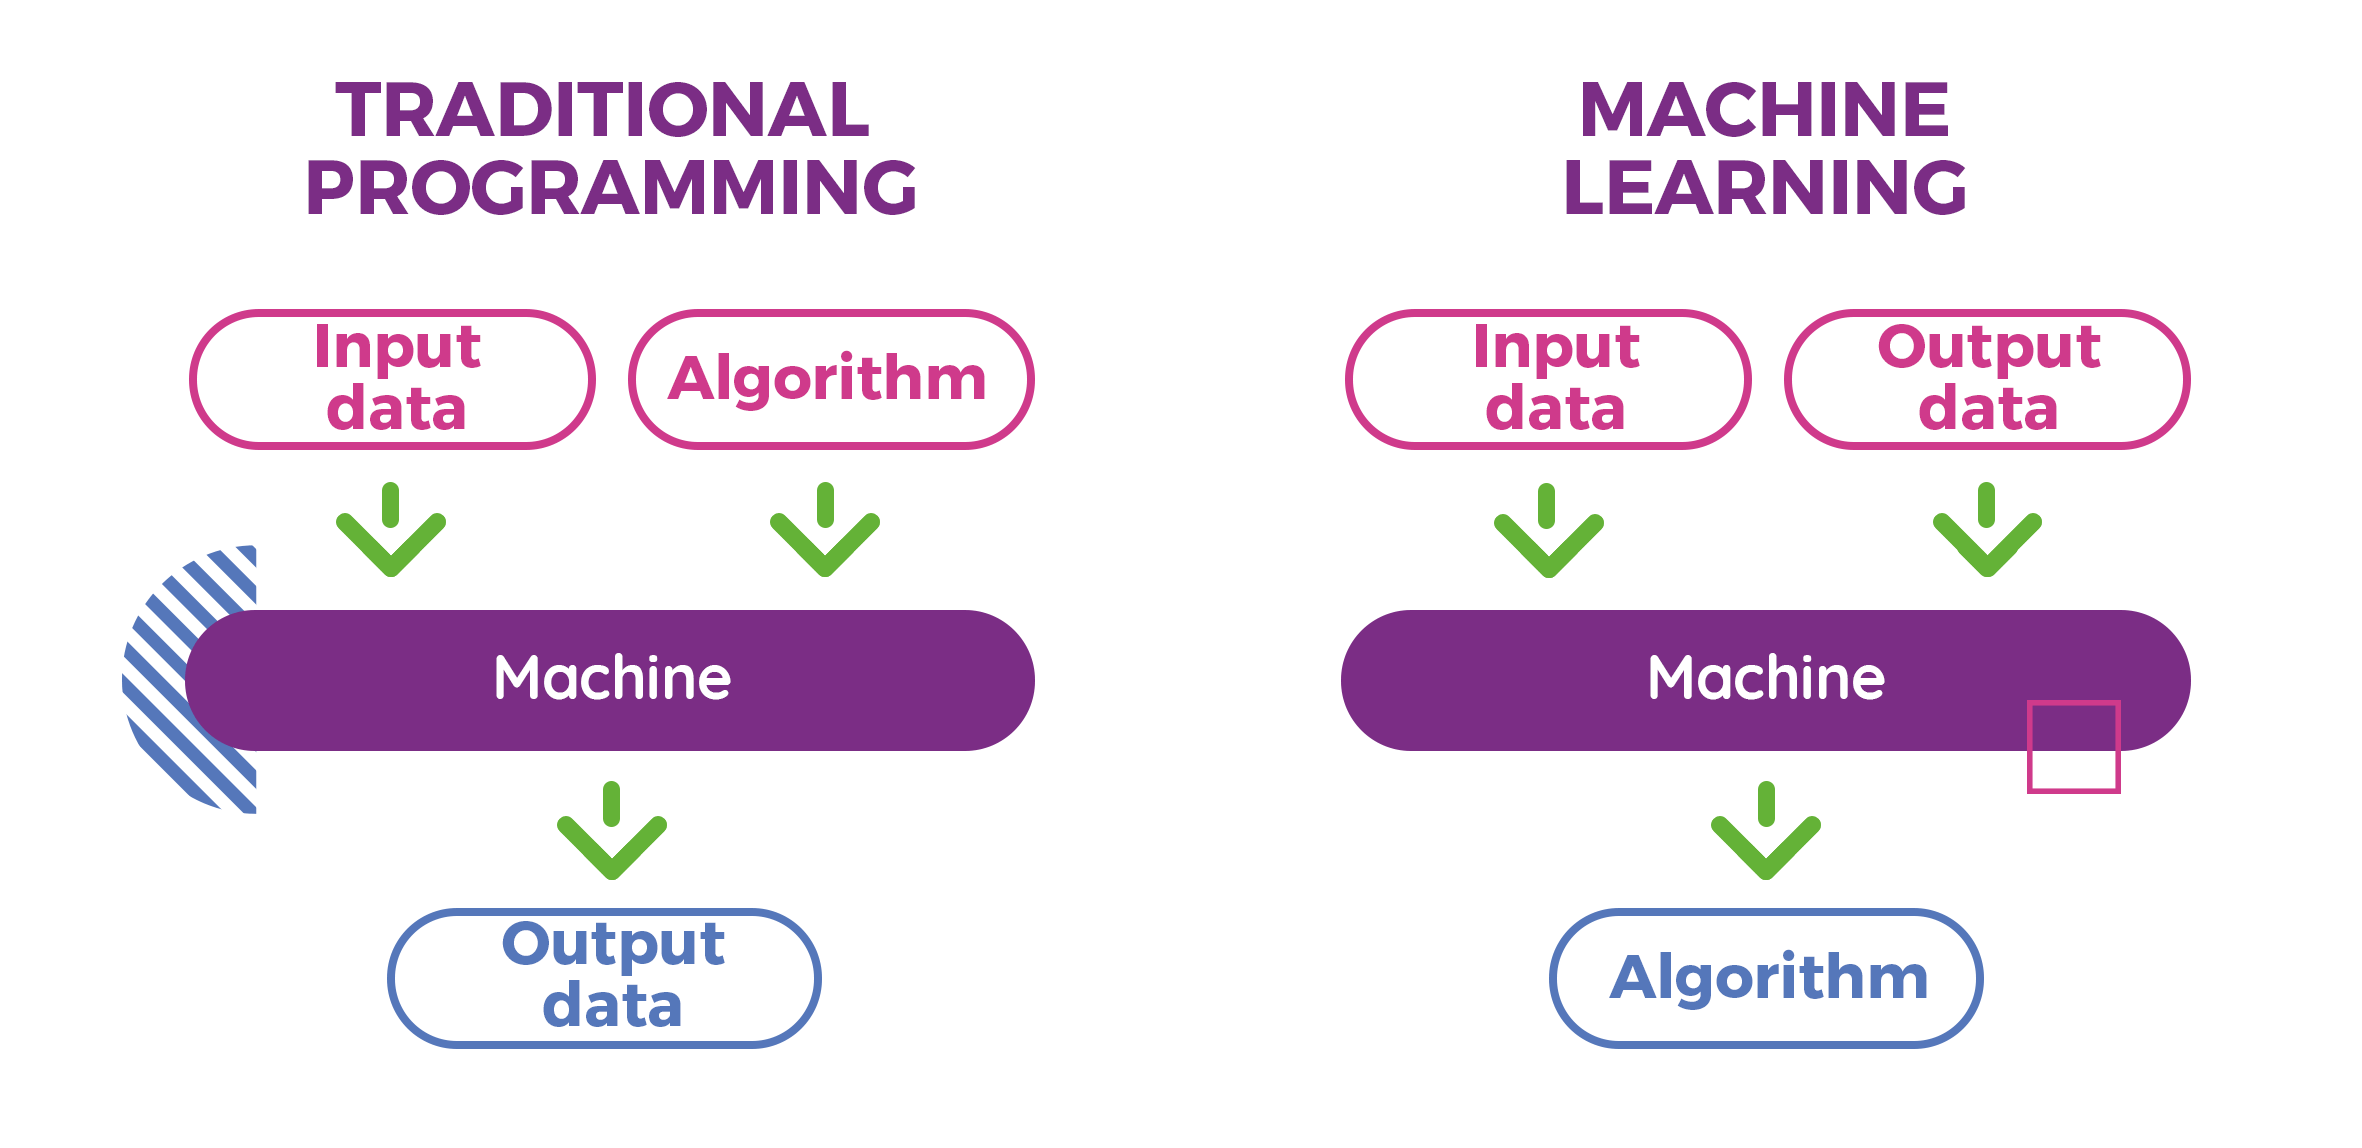 TRADITIONAL
PROGRAMMING
Input
data
Algorithm
Machine
Output
data
MACHINE
LEARNING
Input
data
Output
data
Machine
Algorithm